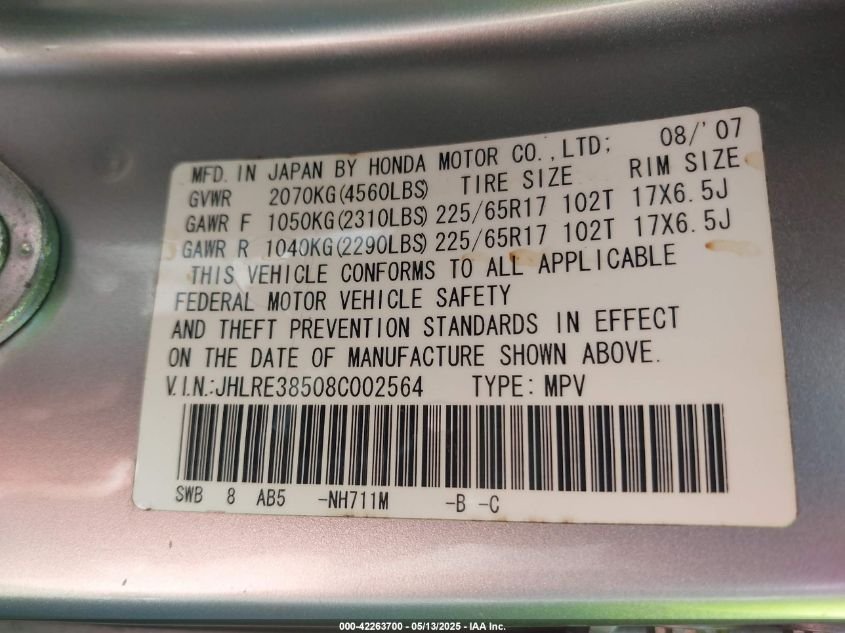 MFD. IN JAPAN BY HONDA MOTOR CO., LTD; 08/'07
GVWR 2070KG(4560LBS) TIRE SIZE RIM SIZE
GAWR F 1050KG(2310LBS) 225/65R17 102T 17X6.5J
GAWR R 1040KG(2290LBS) 225/65R17 102T 17X6.5J
THIS VEHICLE CONFORMS TO ALL APPLICABLE
FEDERAL MOTOR VEHICLE SAFETY
AND THEFT PREVENTION STANDARDS IN EFFECT
ON THE DATE OF MANUFACTURE SHOWN ABOVE.
V.I.N.:JHLRE38508C002564 TYPE: MPV
SWB 8 AB5 -NH711M -B -C
000-42263700 - 05/13/2025 - IAA Inc.